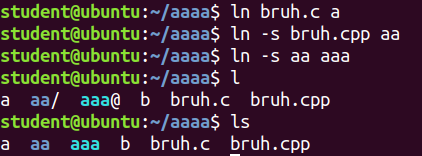 student@ubuntu:~/aaaa$ ln bruh.c a
student@ubuntu:~/aaaa$ ln -s bruh.cpp aa
student@ubuntu:~/aaaa$ ln -s aa aaa
student@ubuntu:~/aaaa$ l
a  aa/  aaa@  b  bruh.c  bruh.cpp
student@ubuntu:~/aaaa$ ls
a  aa  aaa  b  bruh.c  bruh.cpp